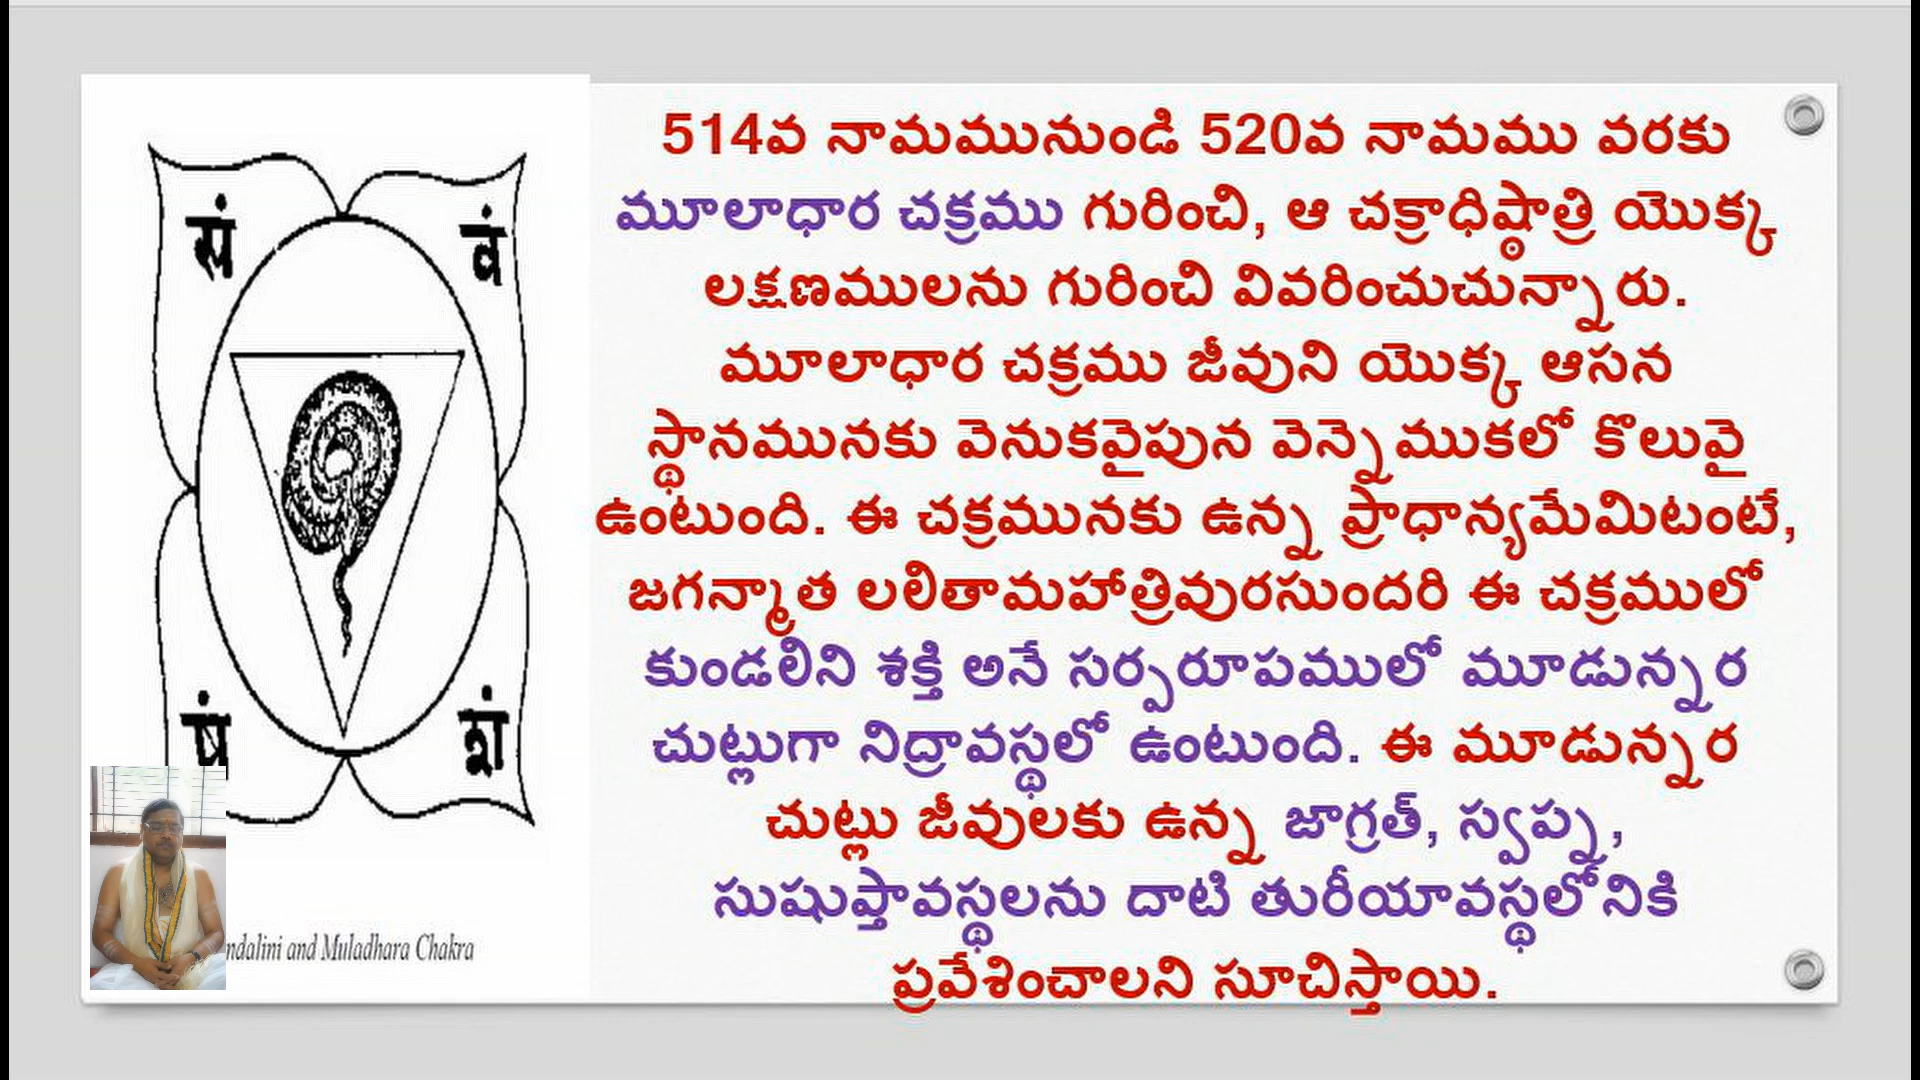 514వ నామమునుండి 520వ నామము వరకు
మూలాధార చక్రము గురించి, ఆ చక్రాధిష్ఠాత్రి యొక్క
లక్షణములను గురించి వివరించుచున్నారు.
మూలాధార చక్రము జీవుని యొక్క ఆసన
స్థానమునకు వెనుకవైపున వెన్నెముకలో కొలువై
ఉంటుంది. ఈ చక్రమునకు ఉన్న ప్రాధాన్యమేమిటంటే,
జగన్మాత లలితామహాత్రిపురసుందరి ఈ చక్రములో
కుండలిని శక్తి అనే సర్పరూపములో మూడున్నర
చుట్లుగా నిద్రావస్థలో ఉంటుంది. ఈ మూడున్నర
చుట్లు జీవులకు ఉన్న జాగ్రత్, స్వప్న,
సుషుప్తావస్థలను దాటి తురీయావస్థలోనికి
ప్రవేశించాలని సూచిస్తాయి.
सं वं
षं शं
and Muladhara Chakra